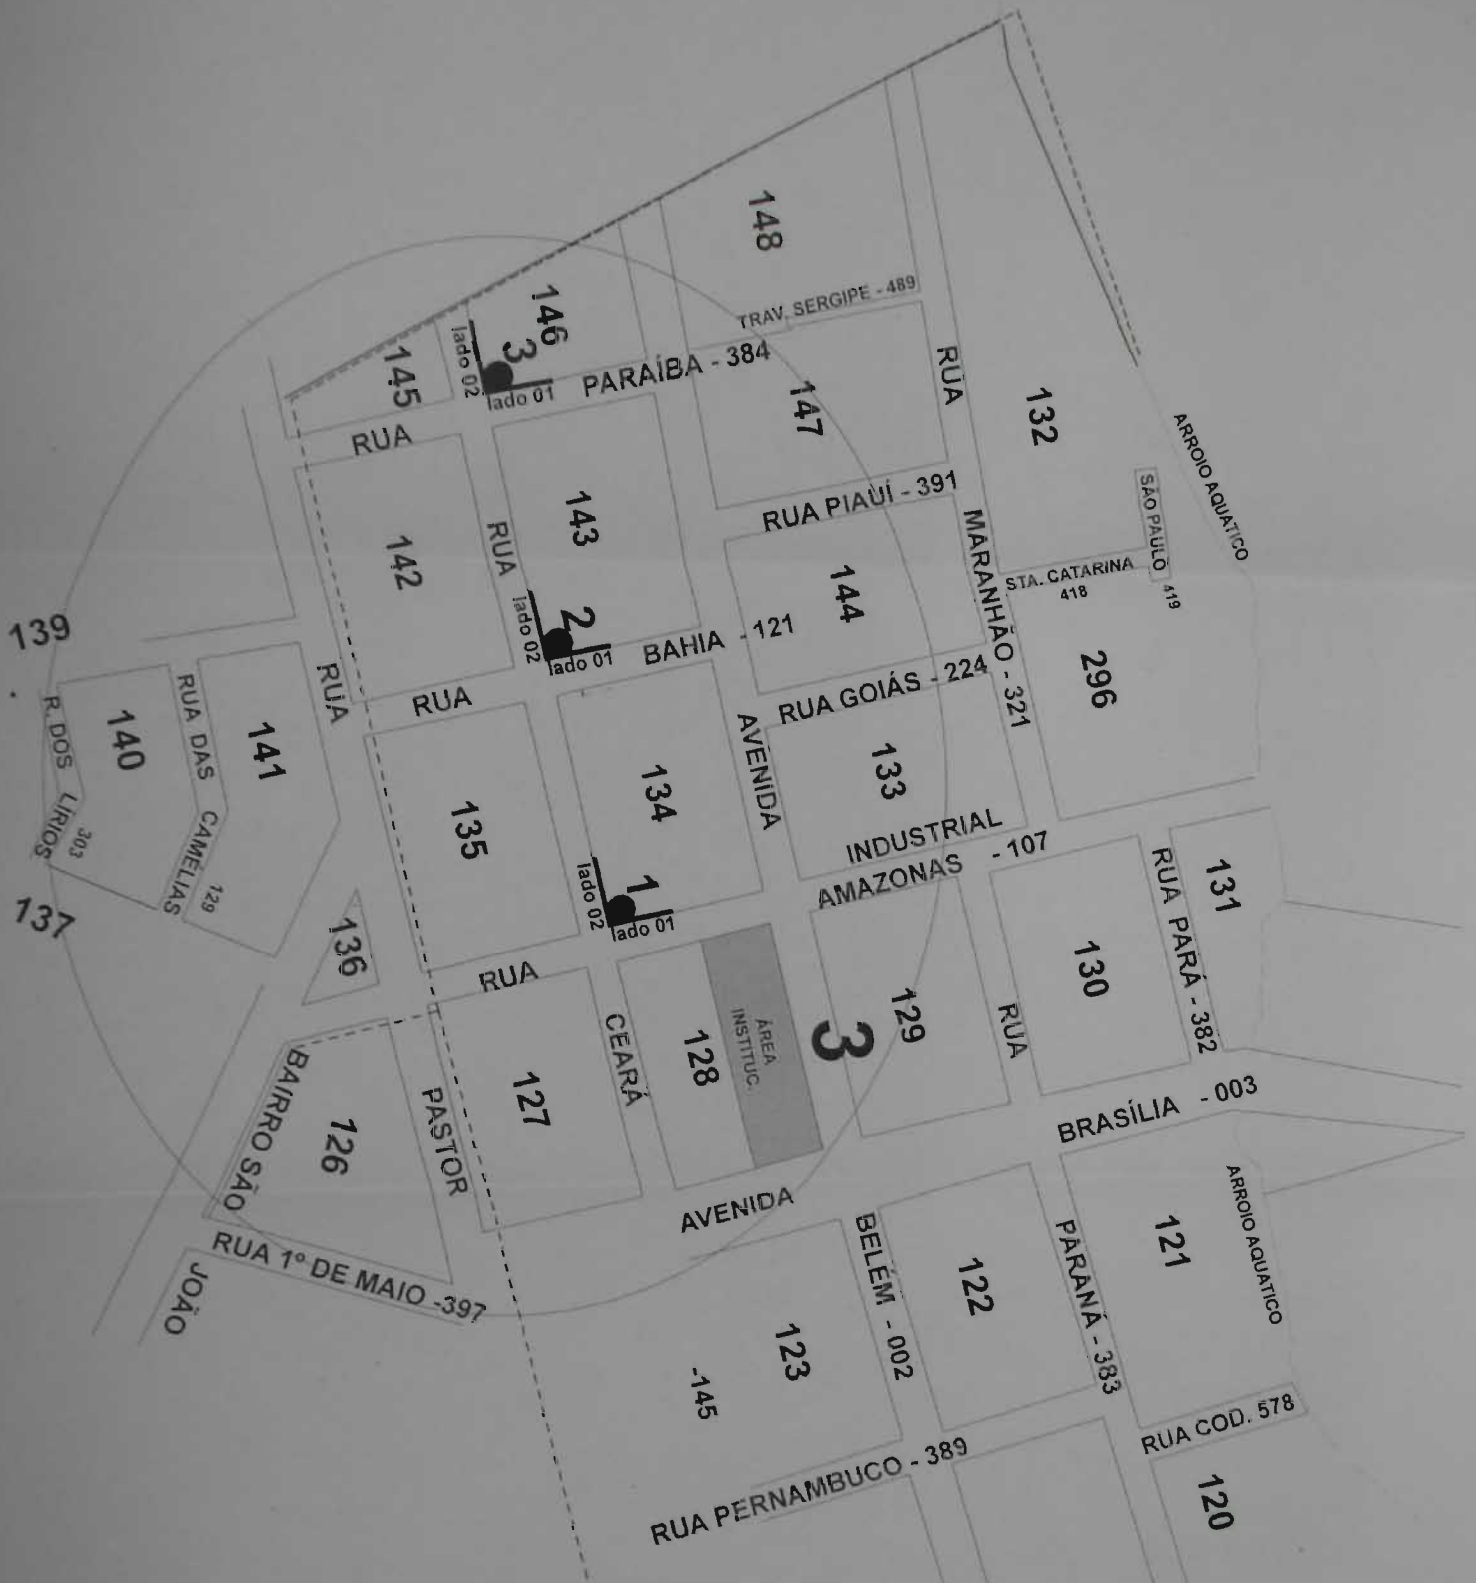 148
TRAV. SERGIPE - 489
146
3
lado 02
lado 01
145
PARAÍBA - 384
RUA
147
RUA
132
ARROIO AQUATICO
SÃO PAULO
419
143
RUA PIAUÍ - 391
142
RUA
MARANHÃO - 321
STA. CATARINA
418
144
2
lado 02
lado 01
BAHIA - 121
RUA
139
RUA
RUA GOIÁS - 224
296
R. DOS LÍRIOS
303
140
RUA DAS CAMÉLIAS
129
141
AVENIDA
133
134
135
INDUSTRIAL
AMAZONAS - 107
1
lado 02
lado 01
131
RUA PARÁ - 382
137
136
RUA
130
129
3
RUA
ÁREA
INSTITUC.
128
CEARÁ
127
PASTOR
BRASÍLIA - 003
126
BAIRRO SÃO
JOÃO
AVENIDA
RUA 1º DE MAIO -397
BELÉM - 002
122
PARANÁ - 383
121
ARROIO AQUATICO
123
-145
RUA COD. 578
RUA PERNAMBUCO - 389
120